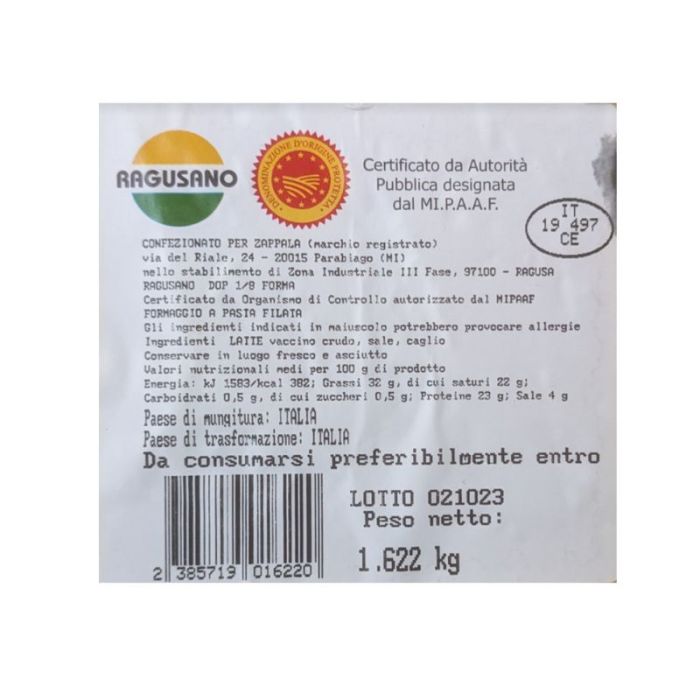 RAGUSANO
DENOMINAZIONE D'ORIGINE PROTETTA
Certificato da Autorità
Pubblica designata
dal MI.P.A.A.F.
IT
19 497
CE
CONFEZIONATO PER ZAPPALA (marchio registrato)
via del Riale, 24 - 20015 Parabiago (MI)
nello stabilimento di Zona Industriale III Fase, 97100 - RAGUSA
RAGUSANO DOP 1/8 FORMA
Certificato da Organismo di Controllo autorizzato dal MIPAAF
FORMAGGIO A PASTA FILATA
Gli ingredienti indicati in maiuscolo potrebbero provocare allergie
Ingredienti LATTE vaccino crudo, sale, caglio
Conservare in luogo fresco e asciutto
Valori nutrizionali medi per 100 g di prodotto
Energia: kJ 1583/kcal 382; Grassi 32 g, di cui saturi 22 g;
Carboidrati 0,5 g, di cui zuccheri 0,5 g; Proteine 23 g; Sale 4 g
Paese di mungitura: ITALIA
Paese di trasformazione: ITALIA
Da consumarsi preferibilmente entro
LOTTO 021023
Peso netto:
1.622 kg
2 385719 016220